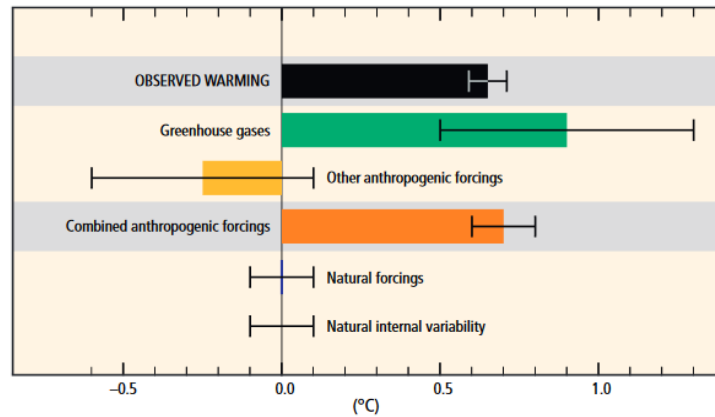 OBSERVED WARMING
Greenhouse gases
Other anthropogenic forcings
Combined anthropogenic forcings
Natural forcings
Natural internal variability
–0.5 0.0 0.5 1.0
(°C)